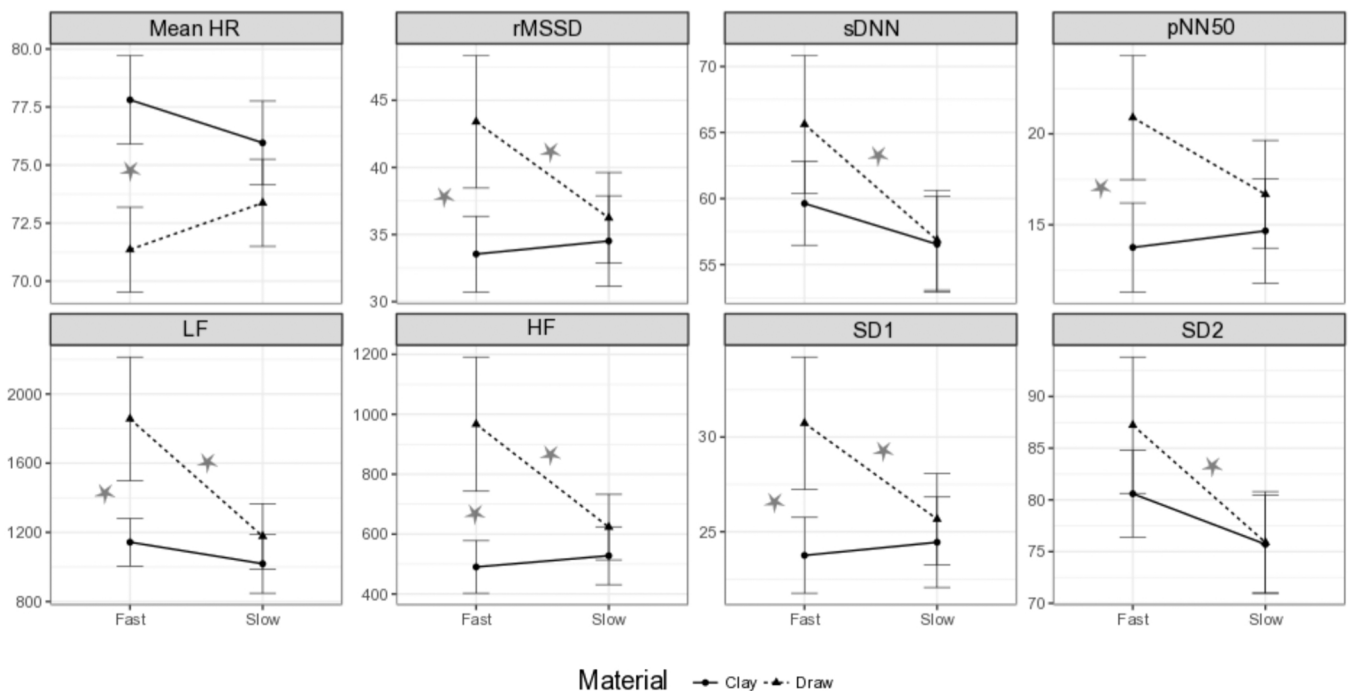 Mean HR
rMSSD
sDNN
pNN50
80.0
77.5
75.0
72.5
70.0
45
40
35
30
70
65
60
55
20
15
LF
HF
SD1
SD2
2000
1600
1200
800
1200
1000
800
600
400
30
25
90
85
80
75
70
Fast Slow
Fast Slow
Fast Slow
Fast Slow
Material Clay Draw